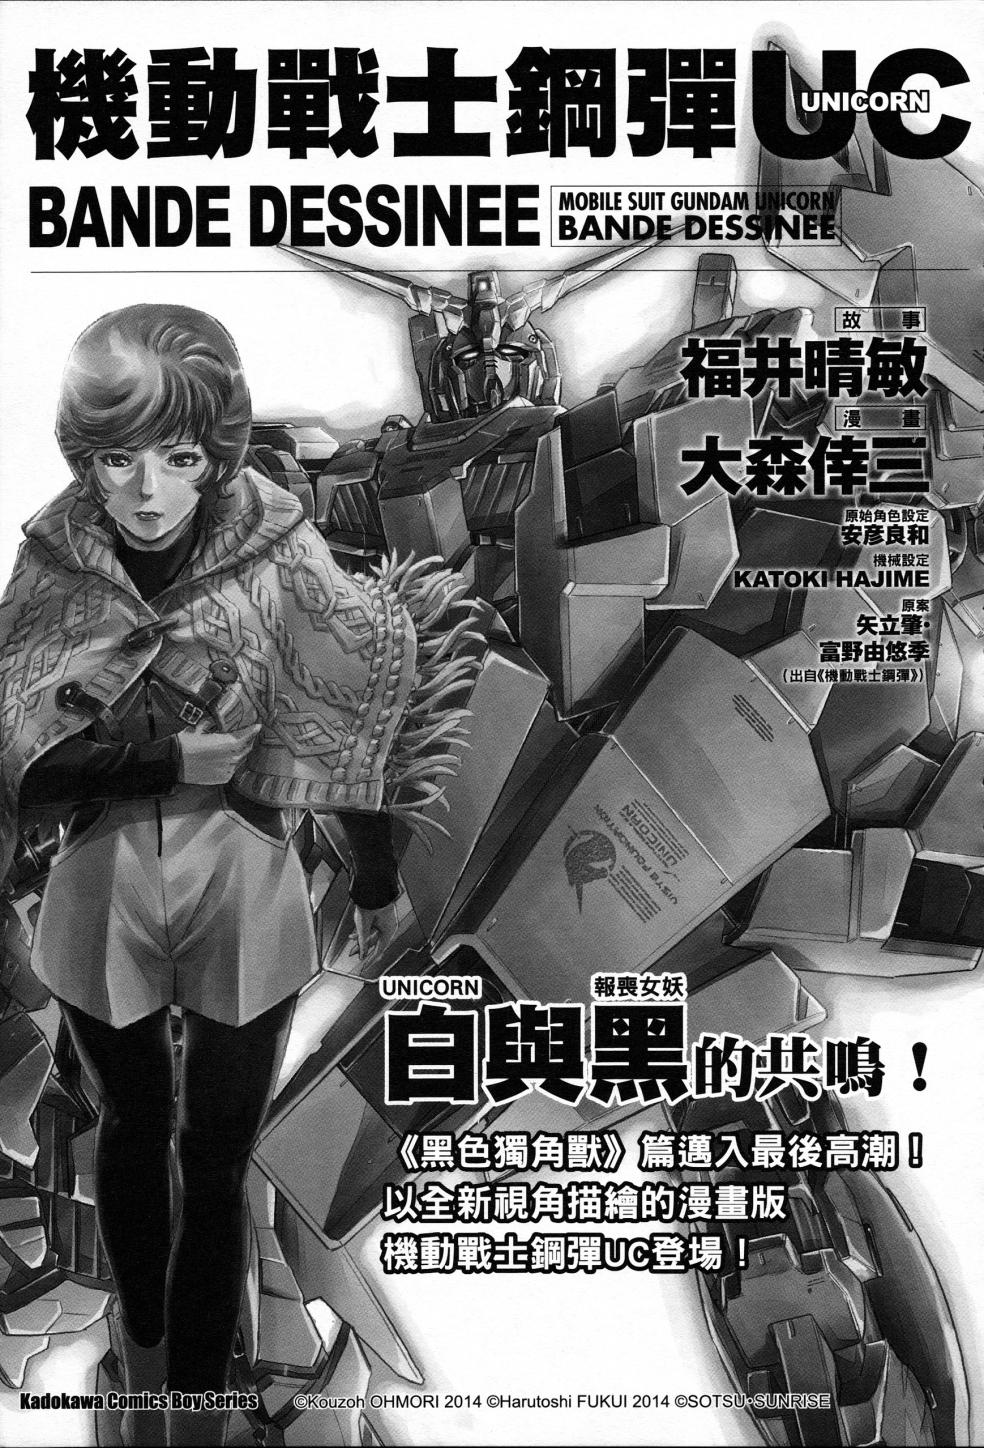 機動戰士鋼彈UC
UNICORN
BANDE DESSINEE
MOBILE SUIT GUNDAM UNICORN
BANDE DESSINEE
故事
福井晴敏
漫畫
大森倖三
原始角色設定
安彥良和
機械設定
KATOKI HAJIME
原案
矢立肇・
富野由悠季
（出自《機動戰士鋼彈》）
UNICORN
VISTE FOUNDATION
UNICORN 報喪女妖
白與黑的共鳴！
《黑色獨角獸》篇邁入最後高潮！
以全新視角描繪的漫畫版
機動戰士鋼彈UC登場！
Kadokawa Comics Boy Series ©Kouzoh OHMORI 2014 ©Harutoshi FUKUI 2014 ©SOTSU・SUNRISE